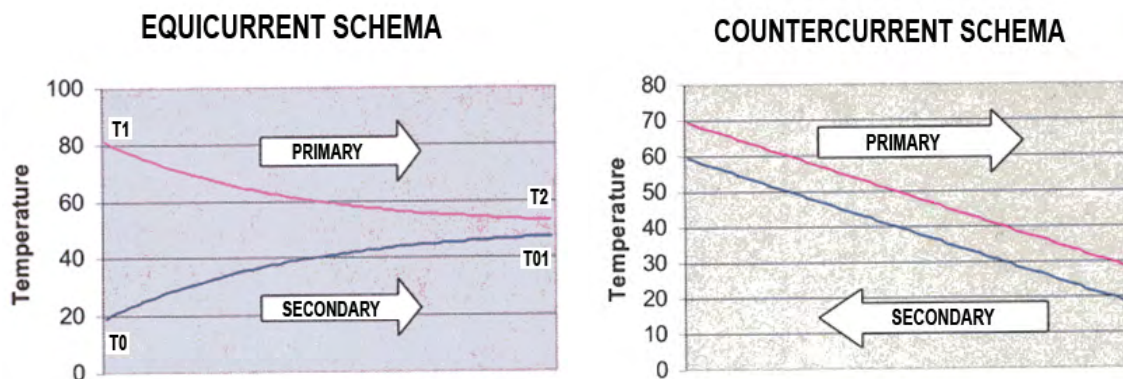 EQUICURRENT SCHEMA
Temperature
100
80
60
40
20
0
T1
PRIMARY
T2
T01
SECONDARY
T0
COUNTERCURRENT SCHEMA
Temperature
80
70
60
50
40
30
20
10
0
PRIMARY
SECONDARY